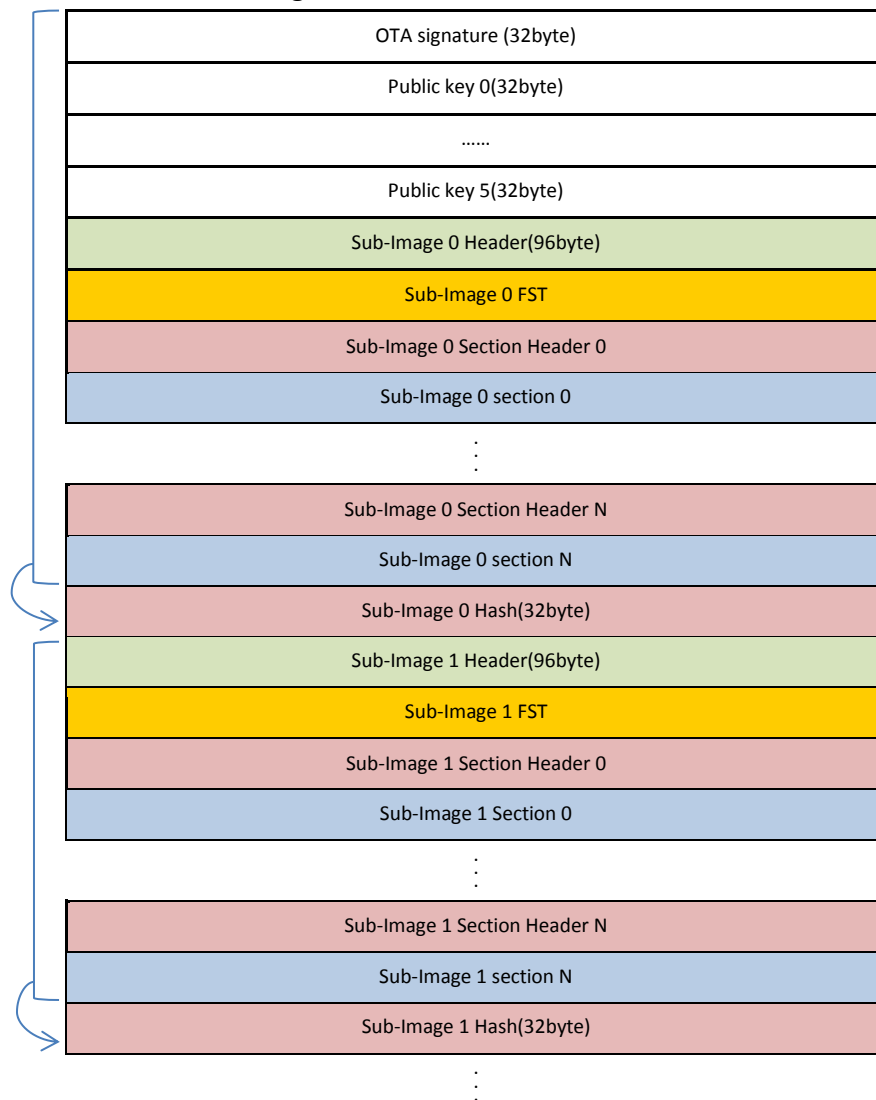 OTA signature (32byte)
Public key 0(32byte)
......
Public key 5(32byte)
Sub-Image 0 Header(96byte)
Sub-Image 0 FST
Sub-Image 0 Section Header 0
Sub-Image 0 section 0
.
.
.
Sub-Image 0 Section Header N
Sub-Image 0 section N
Sub-Image 0 Hash(32byte)
Sub-Image 1 Header(96byte)
Sub-Image 1 FST
Sub-Image 1 Section Header 0
Sub-Image 1 Section 0
.
.
.
Sub-Image 1 Section Header N
Sub-Image 1 section N
Sub-Image 1 Hash(32byte)
.
.
.